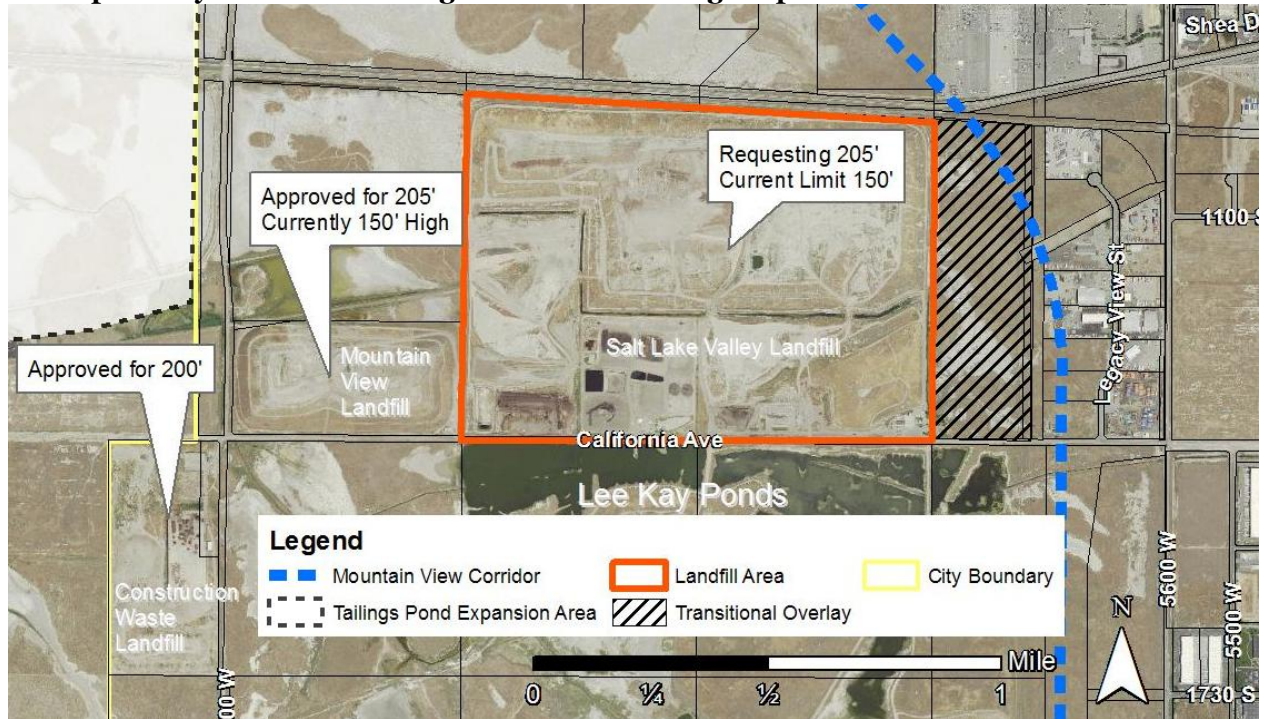 Shea D
Requesting 205'
Current Limit 150'
Approved for 205'
Currently 150' High
1100 S
Legacy View St
Salt Lake Valley Landfill
Mountain
View
Landfill
Approved for 200'
California Ave
Lee Kay Ponds
Legend
Mountain View Corridor
Landfill Area
City Boundary
Tailings Pond Expansion Area
Transitional Overlay
Construction
Waste
Landfill
N
5600 W
5500 W
00 W
Mile
0
¼
½
1
1730 S